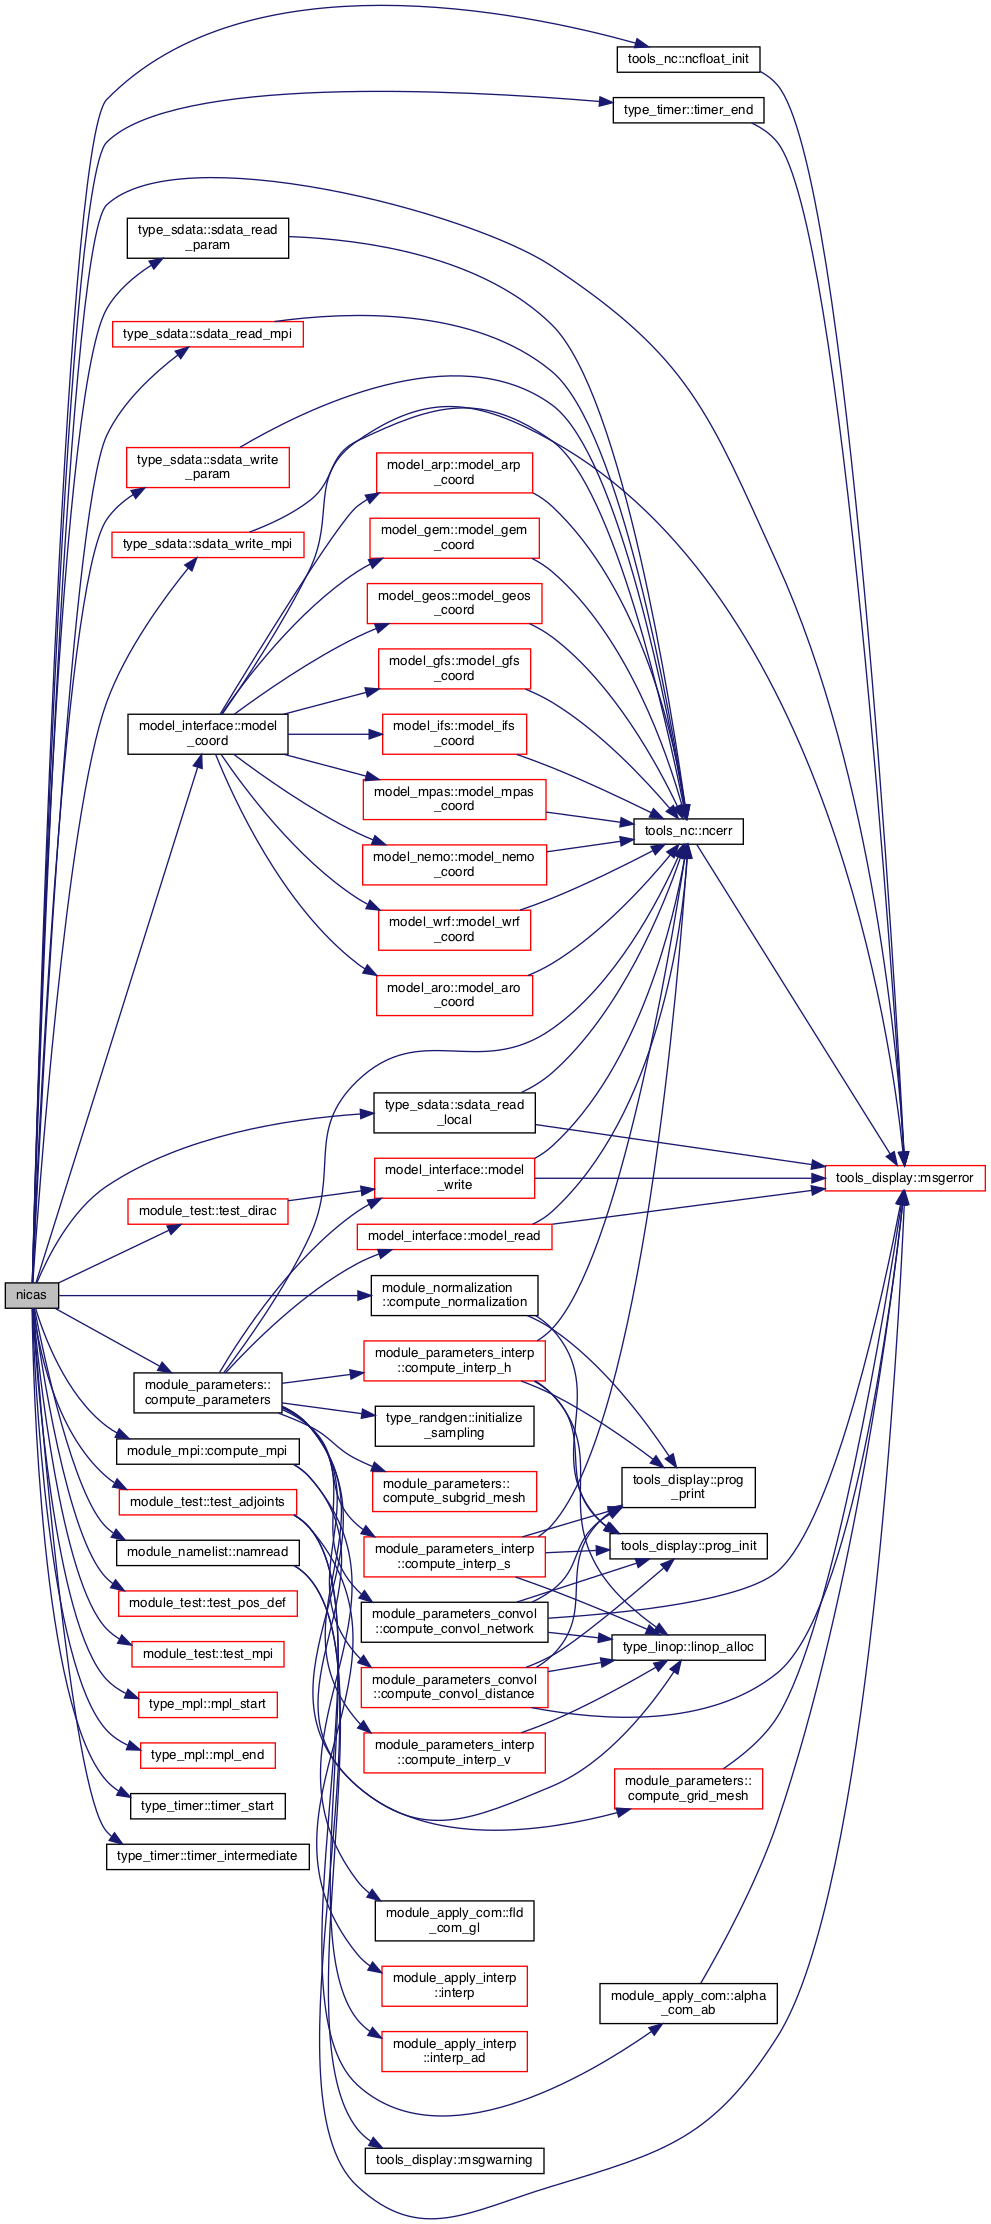 tools_nc::ncfloat_init
type_timer::timer_end
type_sdata::sdata_read
_param
type_sdata::sdata_read_mpi
type_sdata::sdata_write
_param
type_sdata::sdata_write_mpi
model_arp::model_arp
_coord
model_gem::model_gem
_coord
model_geos::model_geos
_coord
model_gfs::model_gfs
_coord
model_interface::model
_coord
model_ifs::model_ifs
_coord
model_mpas::model_mpas
_coord
tools_nc::ncerr
model_nemo::model_nemo
_coord
model_wrf::model_wrf
_coord
model_aro::model_aro
_coord
type_sdata::sdata_read
_local
model_interface::model
_write
tools_display::msgerror
module_test::test_dirac
model_interface::model_read
nicas
module_normalization
::compute_normalization
module_parameters_interp
::compute_interp_h
module_parameters::
compute_parameters
type_randgen::initialize
_sampling
module_mpi::compute_mpi
module_parameters::
compute_subgrid_mesh
tools_display::prog
_print
module_test::test_adjoints
module_namelist::namread
module_parameters_interp
::compute_interp_s
tools_display::prog_init
module_test::test_pos_def
module_parameters_convol
::compute_convol_network
module_test::test_mpi
type_linop::linop_alloc
module_parameters_convol
::compute_convol_distance
type_mpl::mpl_start
module_parameters_interp
::compute_interp_v
type_mpl::mpl_end
module_parameters::
compute_grid_mesh
type_timer::timer_start
type_timer::timer_intermediate
module_apply_com::fld
_com_gl
module_apply_interp
::interp
module_apply_com::alpha
_com_ab
module_apply_interp
::interp_ad
tools_display::msgwarning